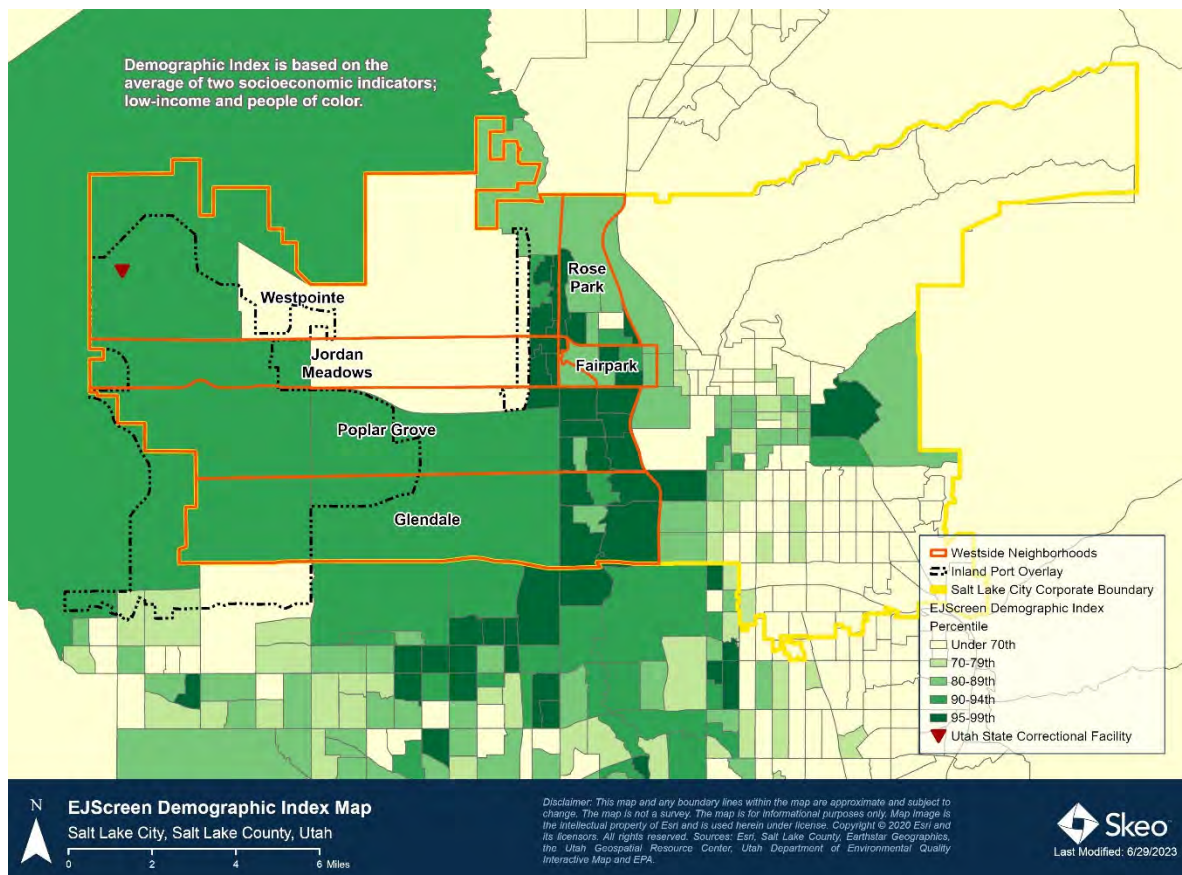 Demographic Index is based on the
average of two socioeconomic indicators;
low-income and people of color.
Westpointe
Rose
Park
Jordan
Meadows
Fairpark
Poplar Grove
Glendale
Westside Neighborhoods
Inland Port Overlay
Salt Lake City Corporate Boundary
EJScreen Demographic Index
Percentile
Under 70th
70-79th
80-89th
90-94th
95-99th
Utah State Correctional Facility
N
EJScreen Demographic Index Map
Salt Lake City, Salt Lake County, Utah
0 2 4 6 Miles
Disclaimer: This map and any boundary lines within the map are approximate and subject to
change. The map is not a survey. The map is for informational purposes only. Map image is
the intellectual property of Esri and is used herein under license. Copyright © 2020 Esri and
its licensors. All rights reserved. Sources: Esri, Salt Lake County, Earthstar Geographics,
the Utah Geospatial Resource Center, Utah Department of Environmental Quality
Interactive Map and EPA.
Skeo
Last Modified: 6/29/2023